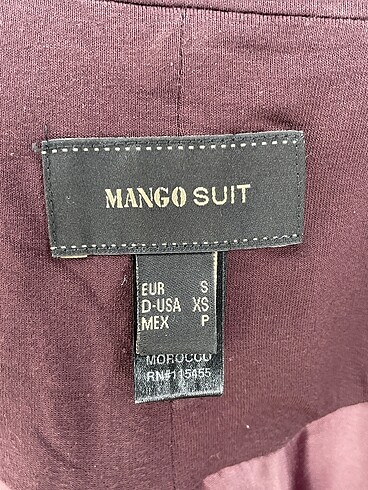 MANGO SUIT
EUR S
D-USA XS
MEX P
MOROCCO
RN#115455